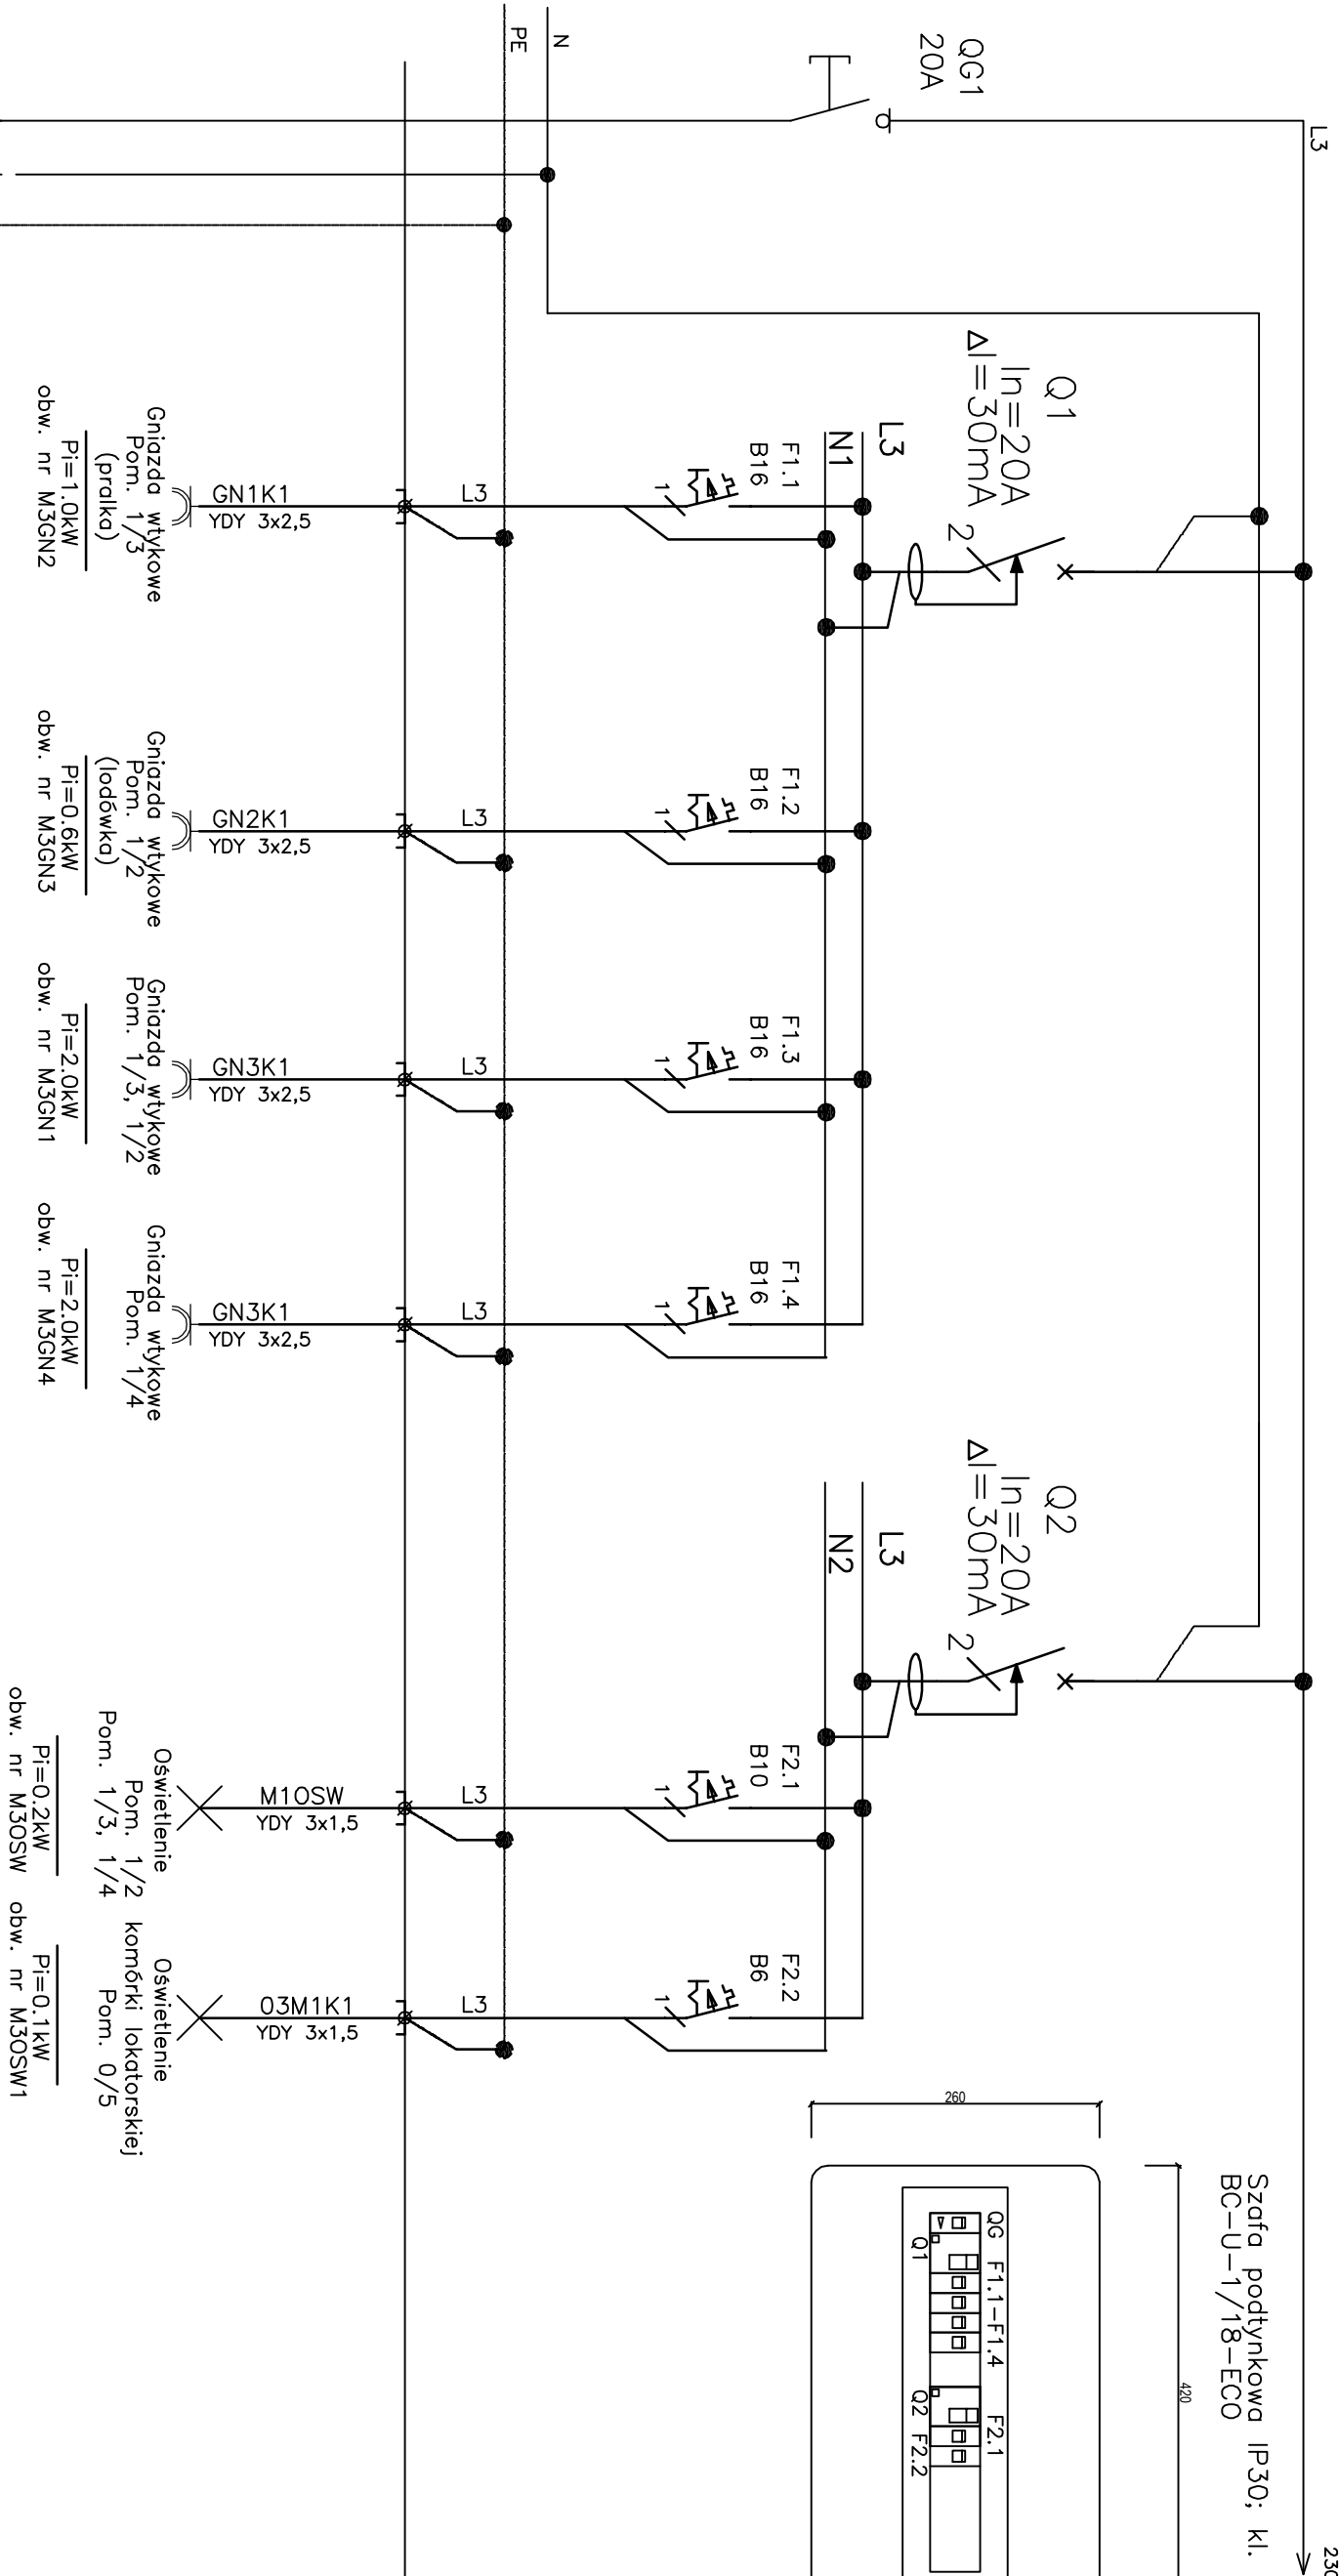 L3
QG1
20A
N
PE
Q1
In=20A
ΔI=30mA
2
L3
N1
F1.1
B16
1
L3
GN1K1
YDY 3x2,5
Gniazda wtykowe
Pom. 1/3
(pralka)
Pi=1.0kW
obw. nr M3GN2
F1.2
B16
1
L3
GN2K1
YDY 3x2,5
Gniazda wtykowe
Pom. 1/2
(lodówka)
Pi=0.6kW
obw. nr M3GN3
F1.3
B16
1
L3
GN3K1
YDY 3x2,5
Gniazda wtykowe
Pom. 1/3, 1/2
Pi=2.0kW
obw. nr M3GN1
F1.4
B16
1
L3
GN3K1
YDY 3x2,5
Gniazda wtykowe
Pom. 1/4
Pi=2.0kW
obw. nr M3GN4
Q2
In=20A
ΔI=30mA
2
L3
N2
F2.1
B10
1
L3
M1OSW
YDY 3x1,5
Oświetlenie
Pom. 1/2
Pom. 1/3, 1/4
Pi=0.2kW
obw. nr M3OSW
F2.2
B6
1
L3
03M1K1
YDY 3x1,5
Oświetlenie
komórki lokatorskiej
Pom. 0/5
Pi=0.1kW
obw. nr M3OSW1
Szafa podtynkowa IP30; kl.
BC-U-1/18-ECO
420
260
QG F1.1-F1.4 F2.1
Q1 Q2 F2.2